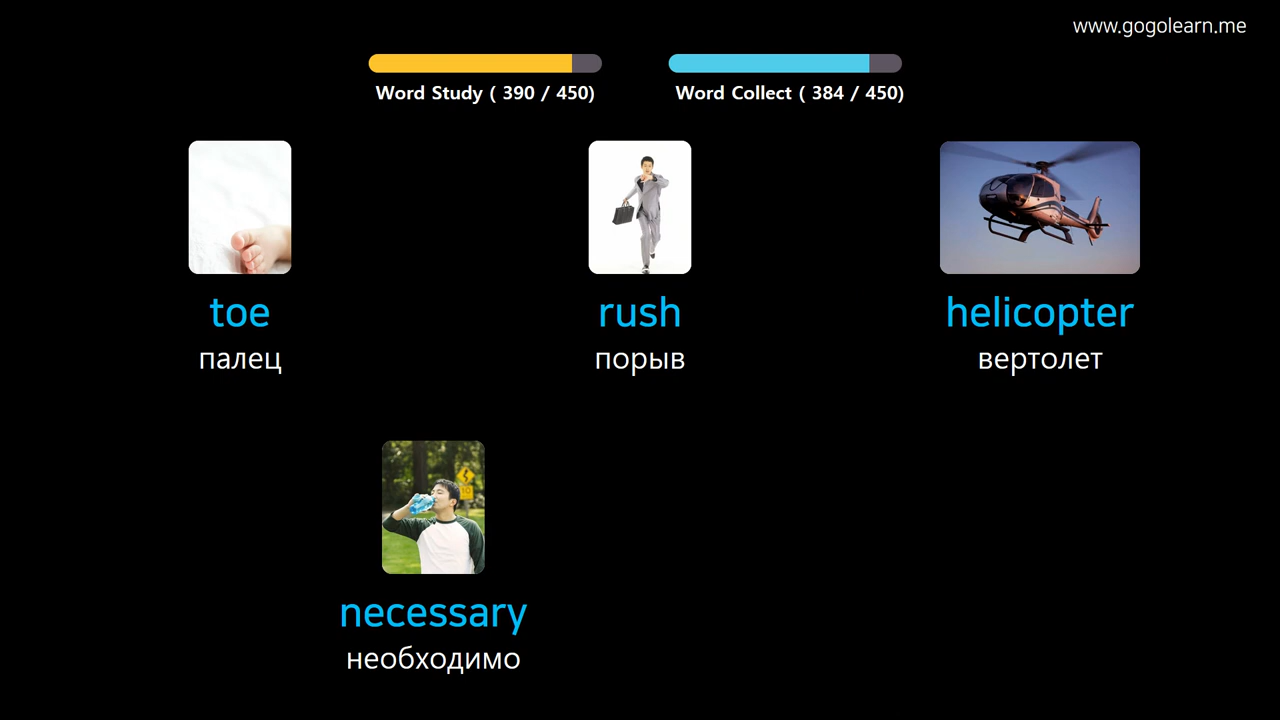 www.gogolearn.me
Word Study ( 390 / 450)
Word Collect ( 384 / 450)
toe
палец
rush
порыв
helicopter
вертолет
necessary
необходимо